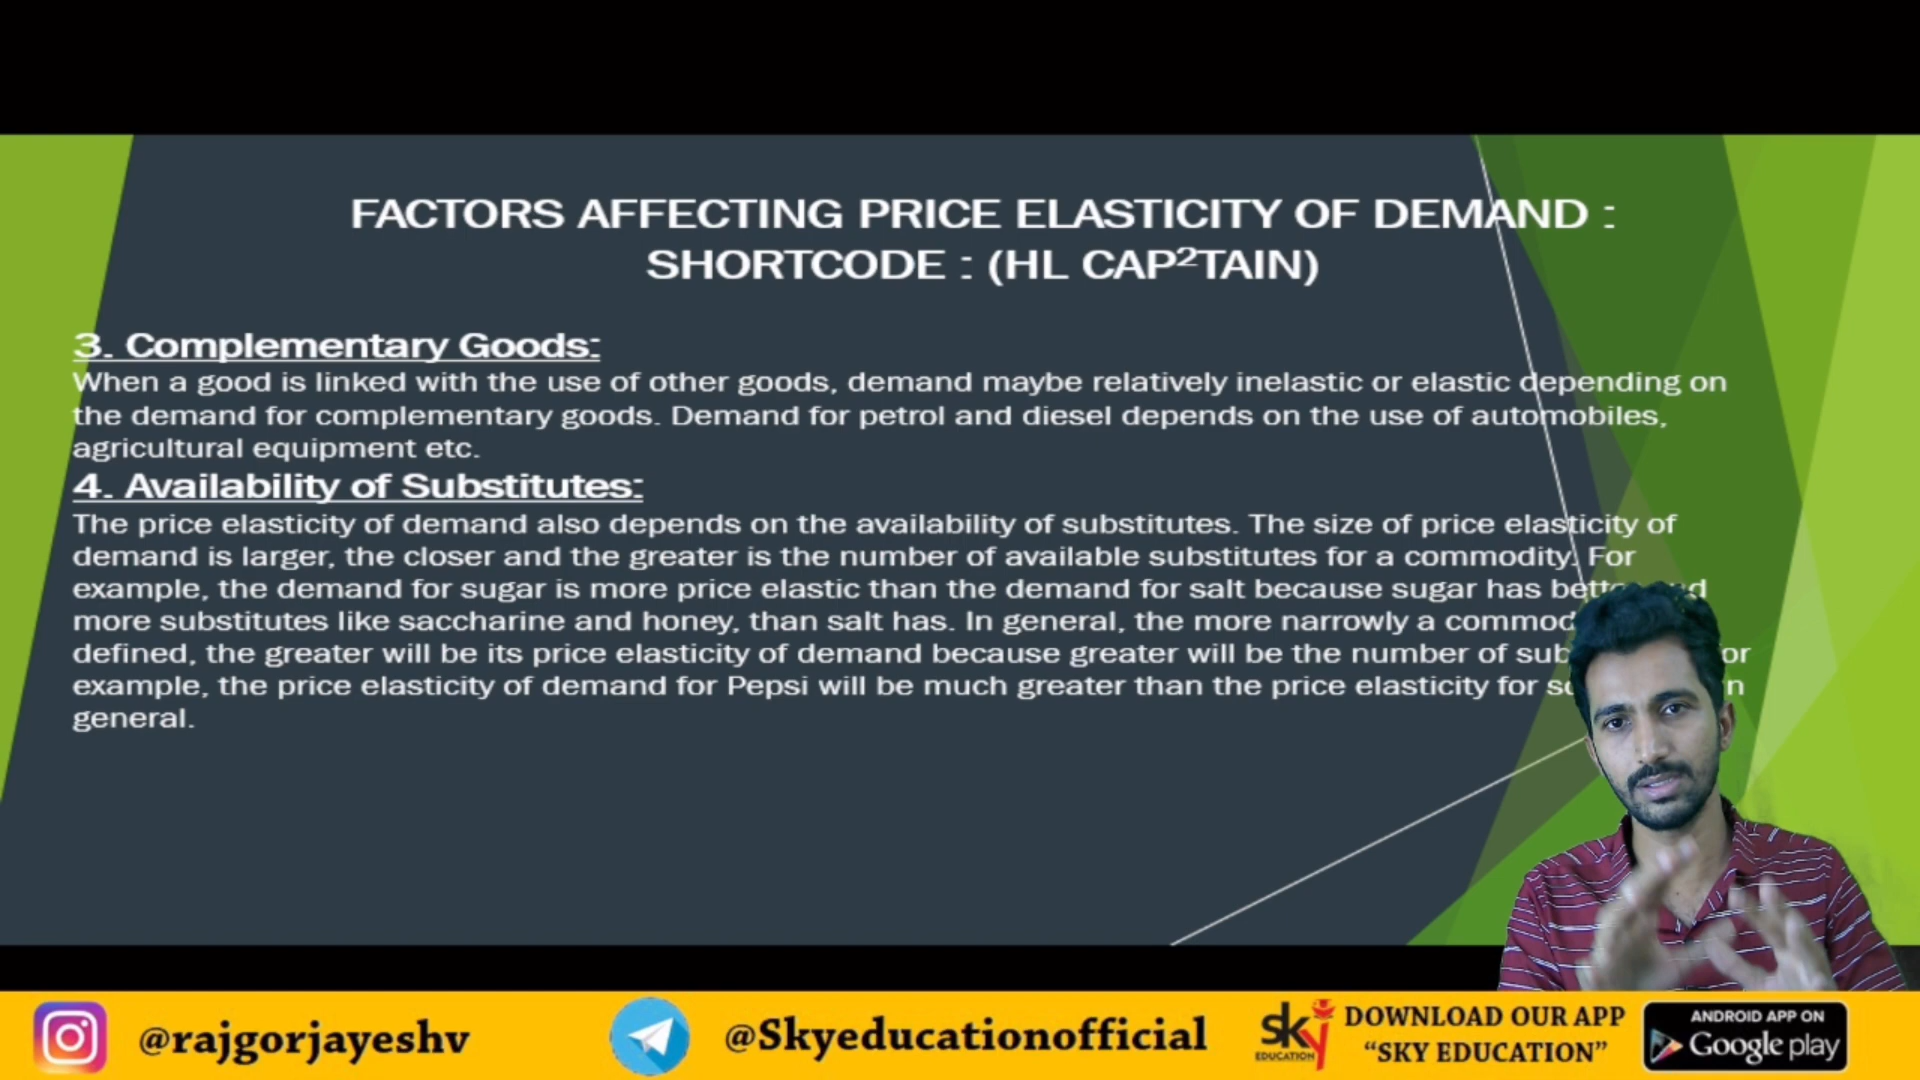 FACTORS AFFECTING PRICE ELASTICITY OF DEMAND :
SHORTCODE : (HL CAP²TAIN)
3. Complementary Goods:
When a good is linked with the use of other goods, demand maybe relatively inelastic or elastic depending on
the demand for complementary goods. Demand for petrol and diesel depends on the use of automobiles,
agricultural equipment etc.
4. Availability of Substitutes:
The price elasticity of demand also depends on the availability of substitutes. The size of price elasticity of
demand is larger, the closer and the greater is the number of available substitutes for a commodity. For
example, the demand for sugar is more price elastic than the demand for salt because sugar has
more substitutes like saccharine and honey, than salt has. In general, the more narrowly a
defined, the greater will be its price elasticity of demand because greater will be the number of
example, the price elasticity of demand for Pepsi will be much greater than the price elasticity for
general.
@rajgorjayeshv
@Skyeducationofficial
sky
EDUCATION
DOWNLOAD OUR APP
“SKY EDUCATION”
ANDROID APP ON
Google play